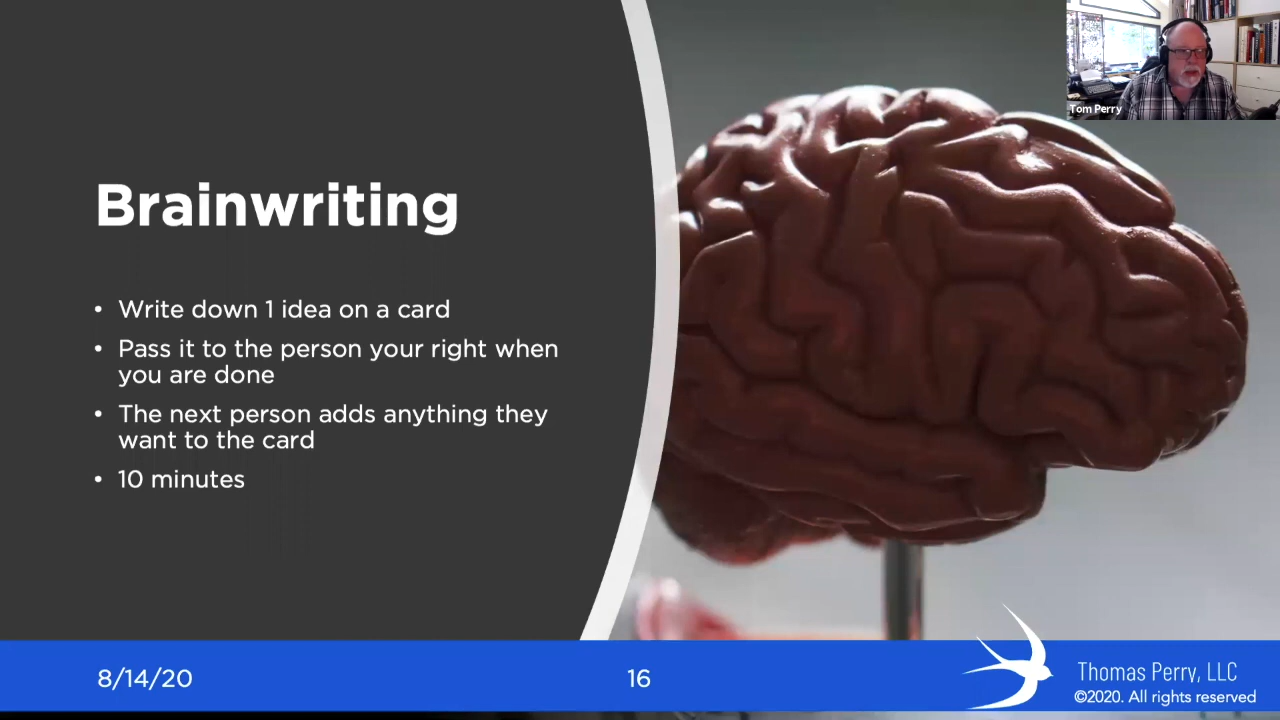 Tom Perry
Brainwriting
• Write down 1 idea on a card
• Pass it to the person your right when
you are done
• The next person adds anything they
want to the card
• 10 minutes
8/14/20
16
Thomas Perry, LLC
©2020. All rights reserved